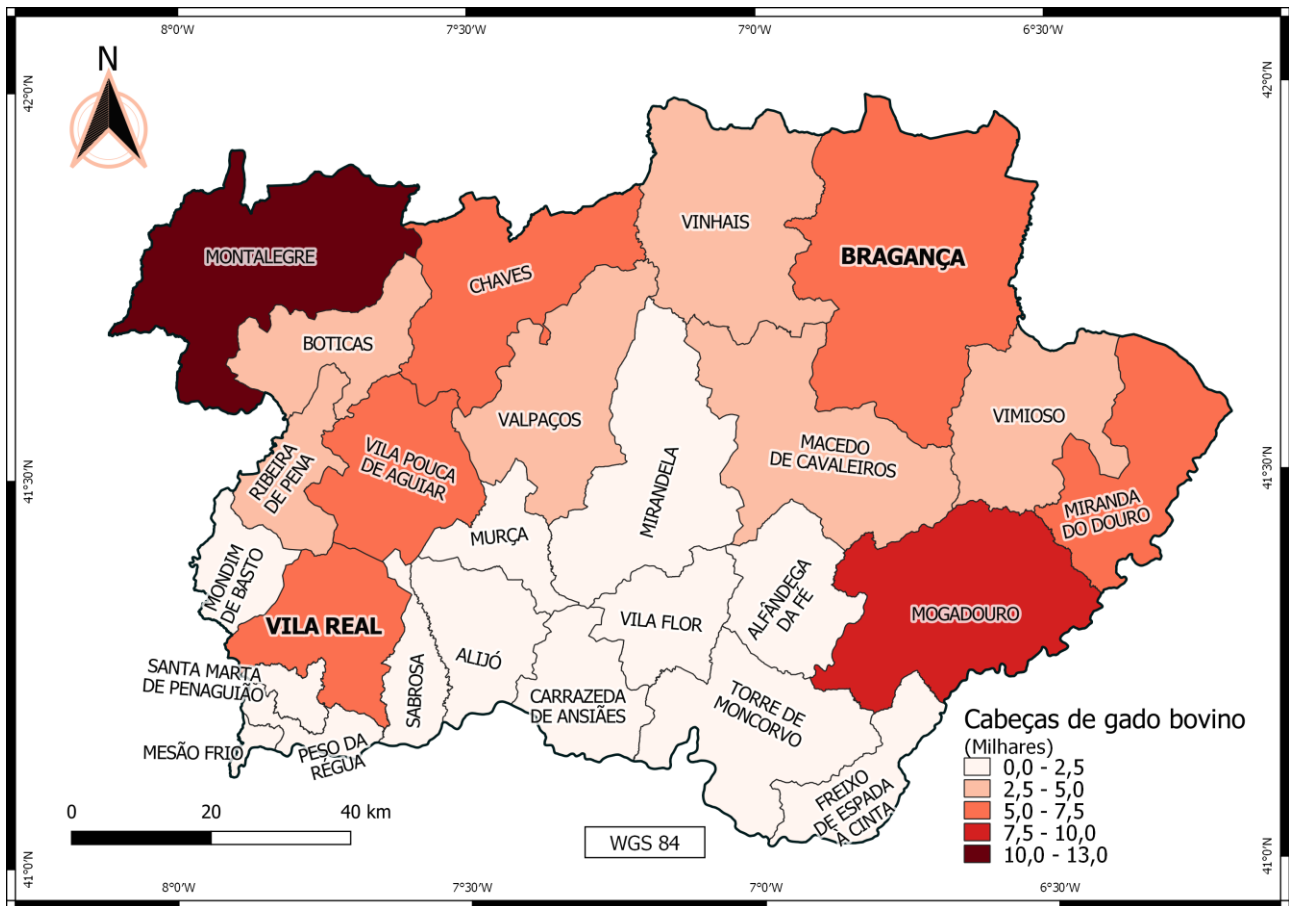 8°0'W
7°30'W
7°0'W
6°30'W
42°0'N
42°0'N
N
MONTALEGRE
CHAVES
VINHAIS
BRAGANÇA
BOTICAS
VALPAÇOS
VIMIOSO
RIBEIRA
DE PENA
VILA POUCA
DE AGUIAR
MIRANDELA
MACEDO
DE CAVALEIROS
MIRANDA
DO DOURO
41°30'N
41°30'N
MURÇA
MONDIM
DE BASTO
VILA REAL
SABROSA
ALIJÓ
VILA FLOR
ALFÂNDEGA
DA FÉ
MOGADOURO
SANTA MARTA
DE PENAGUIÃO
CARRAZEDA
DE ANSIÃES
TORRE DE
MONCORVO
MESÃO FRIO
PESO DA
RÉGUA
FREIXO
DE ESPADA
À CINTA
Cabeças de gado bovino
(Milhares)
0,0 - 2,5
2,5 - 5,0
5,0 - 7,5
7,5 - 10,0
10,0 - 13,0
0
20
40 km
WGS 84
41°0'N
41°0'N
8°0'W
7°30'W
7°0'W
6°30'W